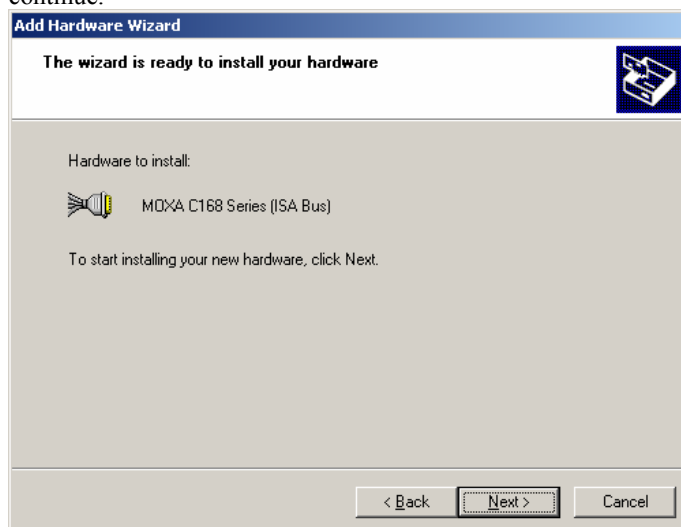 continue.
Add Hardware Wizard
The wizard is ready to install your hardware
Hardware to install:
MOXA C168 Series (ISA Bus)
To start installing your new hardware, click Next.
< Back
Next >
Cancel